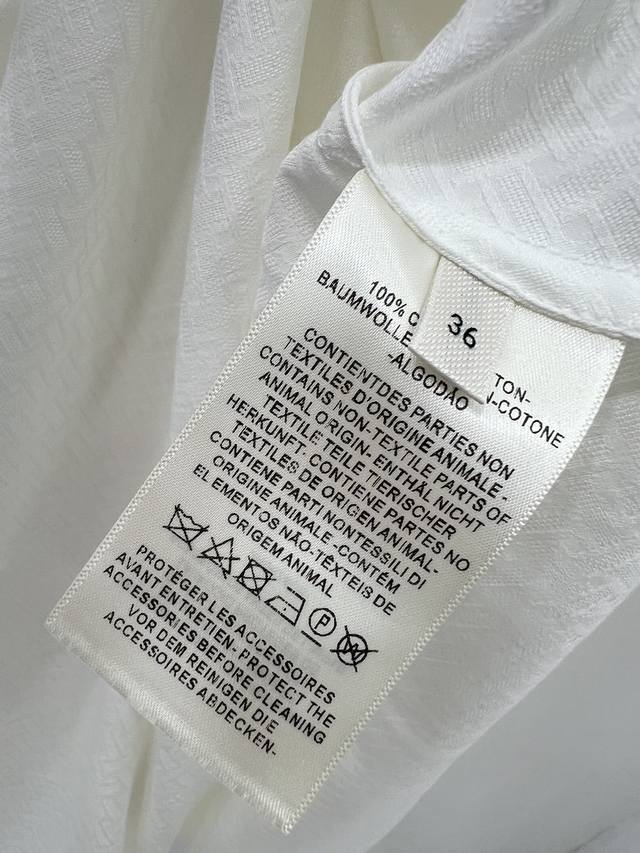 36
100% C
TON-
BAUMWOLLE
N-COTONE
-ALGODÃO
CONTIENTDES PARTIES NON
TEXTILES D'ORIGINE ANIMALE-
CONTAINS NON-TEXTILE PARTS OF
ANIMAL ORIGIN. ENTHÄL NICHT
TEXTILE TEILE TIERISCHER
HERKUNFT. CONTIENE PARTES NO
TEXTILES DE ORIGEN ANIMAL-
CONTIENE PARTI NONTESSILI DI
ORIGINE ANIMALE -CONTÉM
EL EMENTOS NÃO-TÊXTEIS DE
ORIGEM ANIMAL
P
W
PROTÉGER LES ACCESSOIRES
AVANT ENTRETIEN- PROTECT THE
ACCESSORIES BEFORE CLEANING
VOR DEM REINIGEN DIE
ACCESSOIRES ABDECKEN-